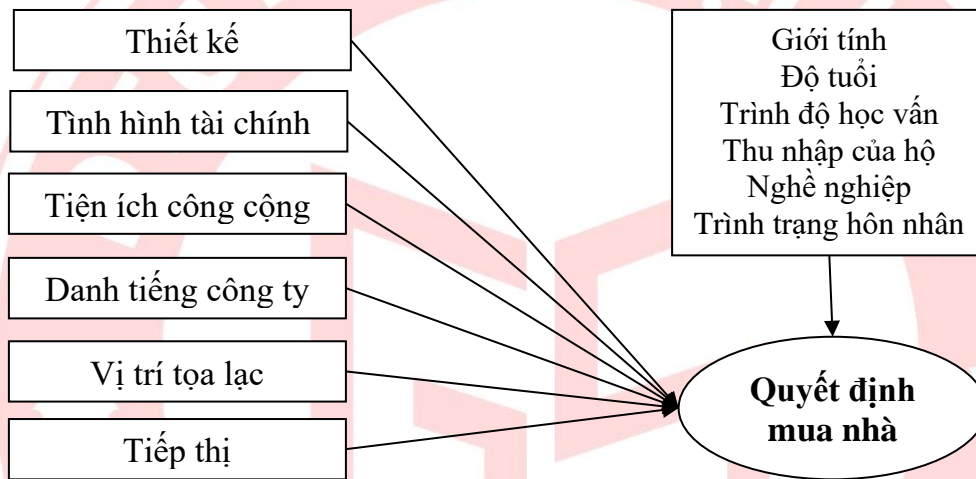 Thiết kế
Tình hình tài chính
Tiện ích công cộng
Danh tiếng công ty
Vị trí tọa lạc
Tiếp thị
Giới tính
Độ tuổi
Trình độ học vấn
Thu nhập của hộ
Nghề nghiệp
Trình trạng hôn nhân
Quyết định
mua nhà